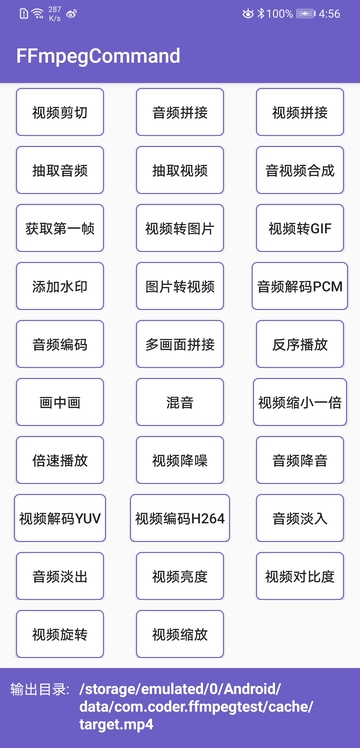 287 K/s 100% 4:56
FFmpegCommand
视频剪切 音频拼接 视频拼接
抽取音频 抽取视频 音视频合成
获取第一帧 视频转图片 视频转GIF
添加水印 图片转视频 音频解码PCM
音频编码 多画面拼接 反序播放
画中画 混音 视频缩小一倍
倍速播放 视频降噪 音频降音
视频解码YUV 视频编码H264 音频淡入
音频淡出 视频亮度 视频对比度
视频旋转 视频缩放
输出目录: /storage/emulated/0/Android/
data/com.coder.ffmpegtest/cache/
target.mp4